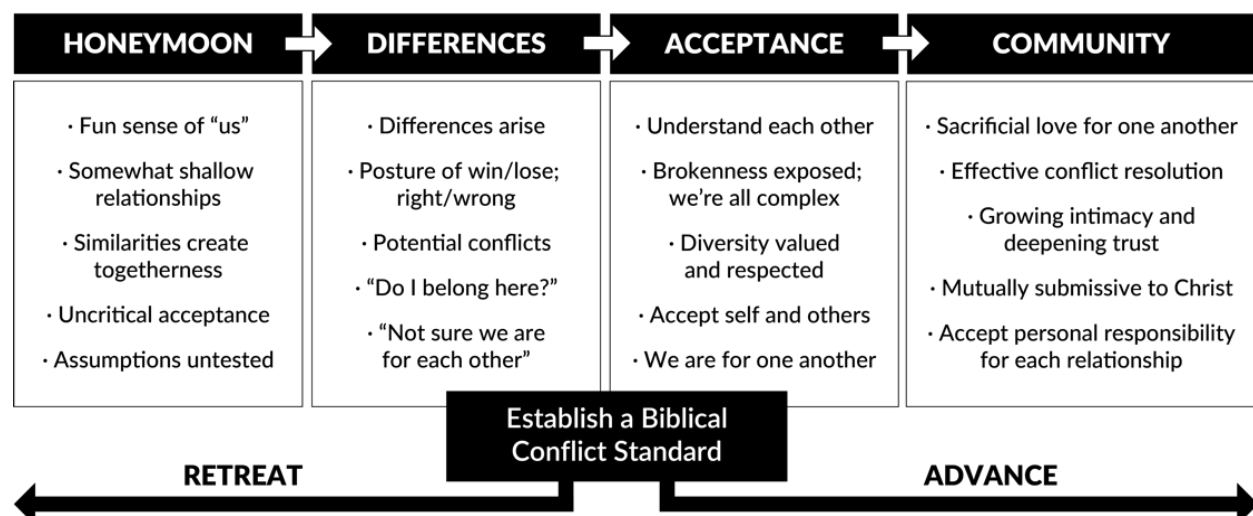 HONEYMOON
DIFFERENCES
ACCEPTANCE
COMMUNITY
· Fun sense of “us”
· Somewhat shallow
relationships
· Similarities create
togetherness
· Uncritical acceptance
· Assumptions untested
· Differences arise
· Posture of win/lose;
right/wrong
· Potential conflicts
· “Do I belong here?”
· “Not sure we are
for each other”
· Understand each other
· Brokenness exposed;
we’re all complex
· Diversity valued
and respected
· Accept self and others
· We are for one another
· Sacrificial love for one another
· Effective conflict resolution
· Growing intimacy and
deepening trust
· Mutually submissive to Christ
· Accept personal responsibility
for each relationship
Establish a Biblical
Conflict Standard
RETREAT
ADVANCE